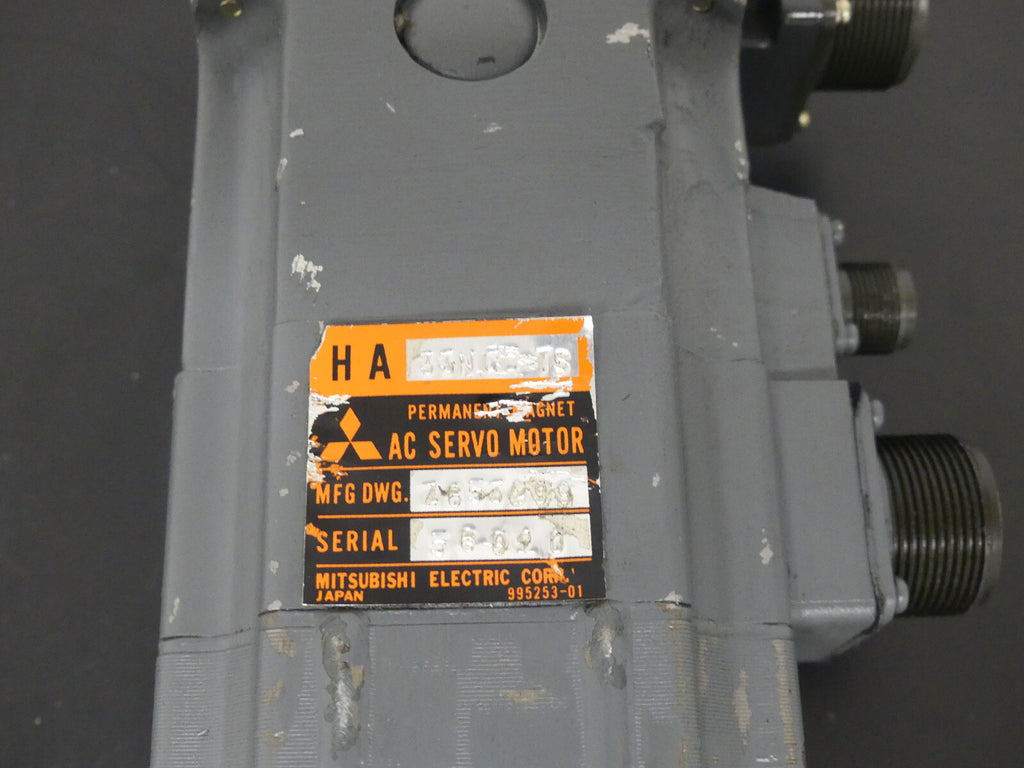 HA
PERMANENT MAGNET
AC SERVO MOTOR
MFG DWG.
SERIAL
MITSUBISHI ELECTRIC CORP.
JAPAN 995253-01